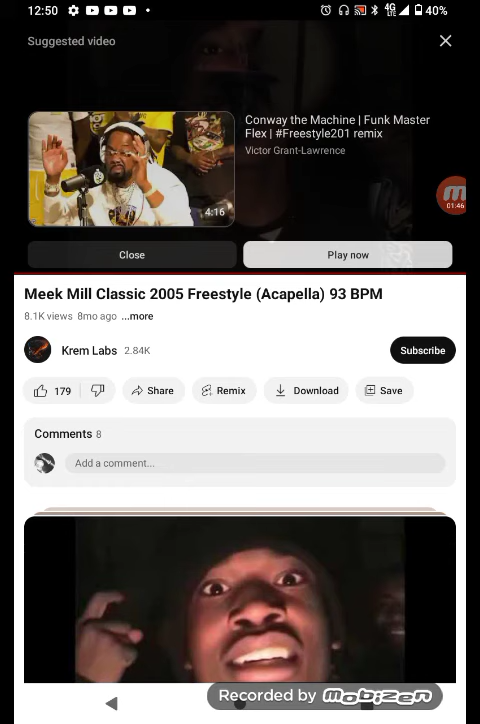 12:50
4G
LTE
40%
Suggested video
Conway the Machine | Funk Master
Flex | #Freestyle201 remix
Victor Grant-Lawrence
4:16
01:46
Close
Play now
Meek Mill Classic 2005 Freestyle (Acapella) 93 BPM
8.1K views 8mo ago ...more
Krem Labs 2.84K
Subscribe
179
Share
Remix
Download
Save
Comments 8
Add a comment...
Recorded by mobizen